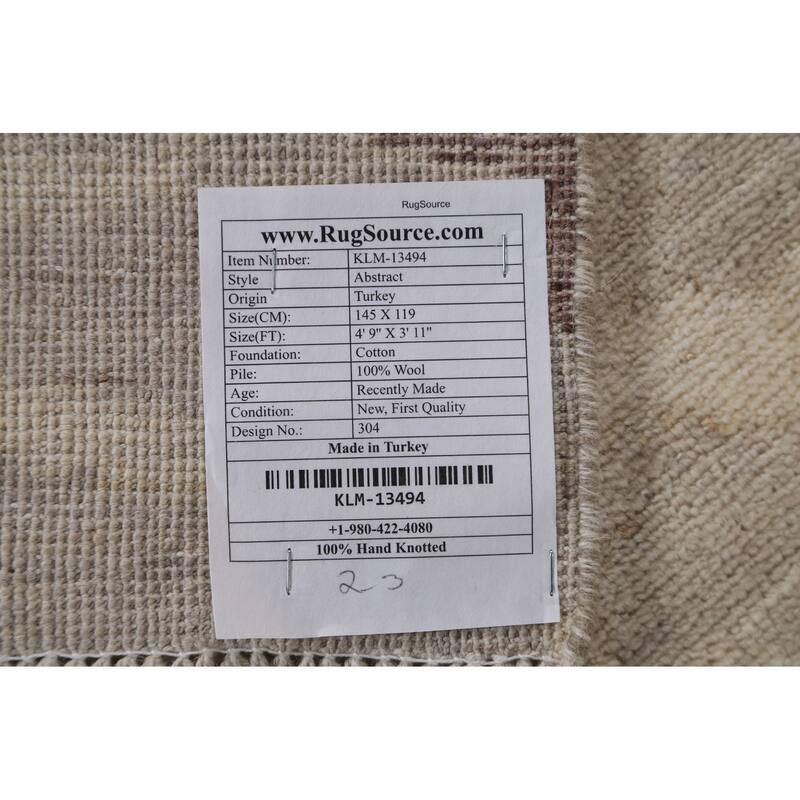 RugSource
www.RugSource.com
Item Number: KLM-13494
Style Abstract
Origin Turkey
Size(CM): 145 X 119
Size(FT): 4' 9" X 3' 11"
Foundation: Cotton
Pile: 100% Wool
Age: Recently Made
Condition: New, First Quality
Design No.: 304
Made in Turkey
KLM-13494
+1-980-422-4080
100% Hand Knotted
23